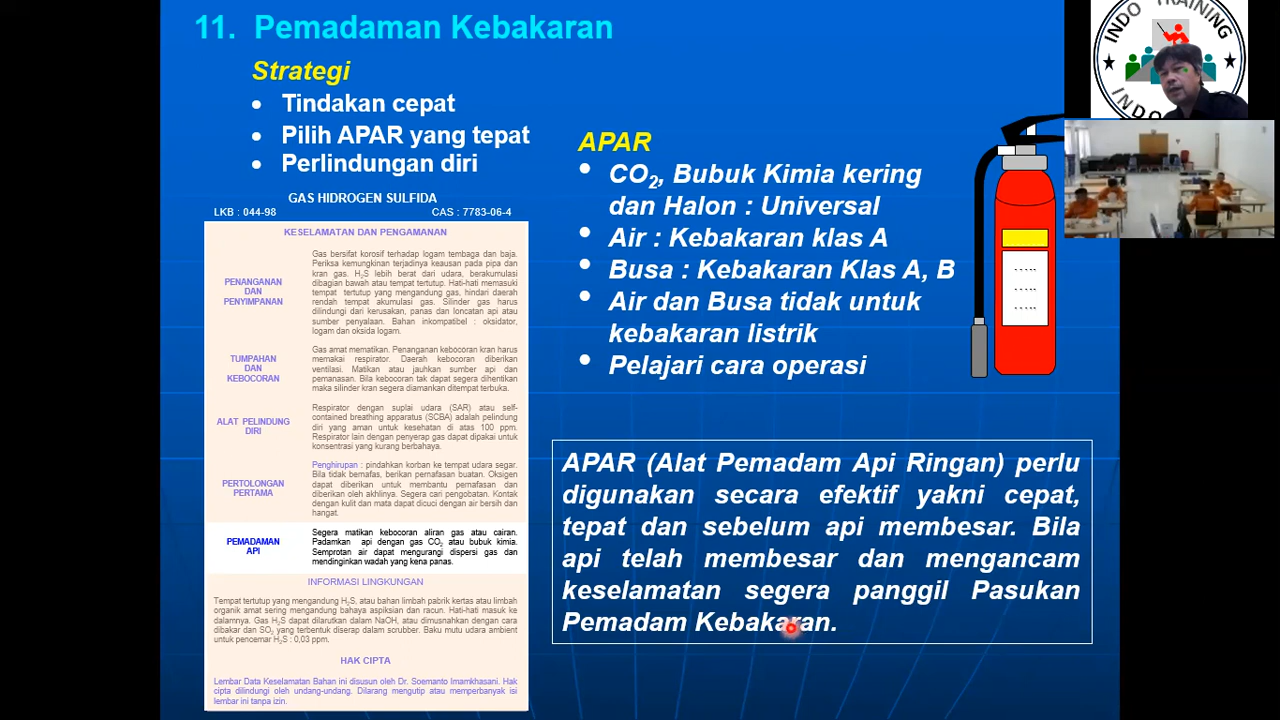 11. Pemadaman Kebakaran
Strategi
• Tindakan cepat
• Pilih APAR yang tepat
• Perlindungan diri
GAS HIDROGEN SULFIDA
LKB : 044-98 CAS : 7783-06-4
KESELAMATAN DAN PENGAMANAN
PENANGANAN
DAN
PENYIMPANAN
Gas bersifat korosif terhadap logam tembaga dan baja.
Periksa kemungkinan terjadinya keausan pada pipa dan
kran gas. H2S lebih berat dari udara, berakumulasi
dibagian bawah atau tempat tertutup. Hati-hati memasuki
tempat tertutup yang mengandung gas, hindari daerah
rendah tempat akumulasi gas. Silinder gas harus
dilindungi dari kerusakan, panas dan loncatan api atau
sumber penyalaan. Bahan inkompatibel : oksidator,
logam dan oksida logam.
TUMPAHAN
DAN
KEBOCORAN
Gas amat mematikan. Penanganan kebocoran kran harus
memakai respirator. Daerah kebocoran diberikan
ventilasi. Matikan atau jauhkan sumber api dan
pemanasan. Bila kebocoran tak dapat segera dihentikan
maka silinder kran segera diamankan ditempat terbuka.
ALAT PELINDUNG
DIRI
Respirator dengan suplai udara (SAR) atau self-
contained breathing apparatus (SCBA) adalah pelindung
diri yang aman untuk kesehatan di atas 100 ppm.
Respirator lain dengan penyerap gas dapat dipakai untuk
konsentrasi yang kurang berbahaya.
PERTOLONGAN
PERTAMA
Penghirupan : pindahkan korban ke tempat udara segar.
Bila tidak bernafas, berikan pernafasan buatan. Oksigen
dapat diberikan untuk membantu pernafasan dan
diberikan oleh akhlinya. Segera cari pengobatan. Kontak
dengan kulit dan mata dapat dicuci dengan air bersih dan
hangat.
PEMADAMAN
API
Segera matikan kebocoran aliran gas atau cairan.
Padamkan api dengan gas CO2 atau bubuk kimia.
Semprotan air dapat mengurangi dispersi gas dan
mendinginkan wadah yang kena panas.
INFORMASI LINGKUNGAN
Tempat tertutup yang mengandung H2S, atau bahan limbah pabrik kertas atau limbah
organik amat sering mengandung bahaya aspiksian dan racun. Hati-hati masuk ke
dalamnya. Gas H2S dapat dilarutkan dalam NaOH, atau dimusnahkan dengan cara
dibakar dan SO2 yang terbentuk diserap dalam scrubber. Baku mutu udara ambient
untuk pencemar H2S : 0,03 ppm.
HAK CIPTA
Lembar Data Keselamatan Bahan ini disusun oleh Dr. Soemanto Imamkhasani. Hak
cipta dilindungi oleh undang-undang. Dilarang mengutip atau memperbanyak isi
lembar ini tanpa izin.
APAR
• CO2, Bubuk Kimia kering
dan Halon : Universal
• Air : Kebakaran klas A
• Busa : Kebakaran Klas A, B
• Air dan Busa tidak untuk
kebakaran listrik
• Pelajari cara operasi
APAR (Alat Pemadam Api Ringan) perlu
digunakan secara efektif yakni cepat,
tepat dan sebelum api membesar. Bila
api telah membesar dan mengancam
keselamatan segera panggil Pasukan
Pemadam Kebakaran.
INDO TRAINING
INDO